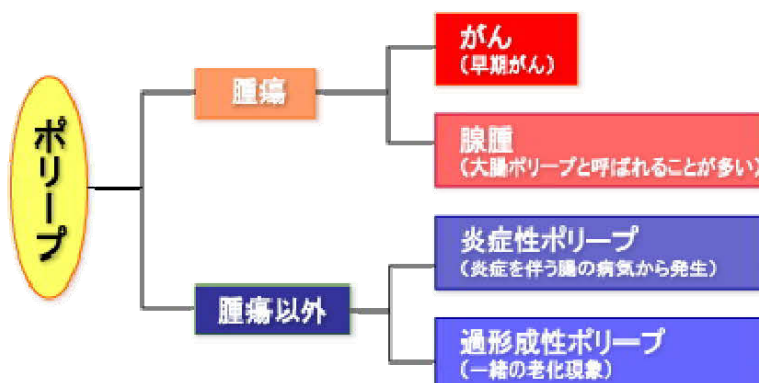 ポリープ
腫瘍
がん
(早期がん)
腺腫
(大腸ポリープと呼ばれることが多い)
腫瘍以外
炎症性ポリープ
(炎症を伴う腸の病気から発生)
過形成性ポリープ
(一緒の老化現象)